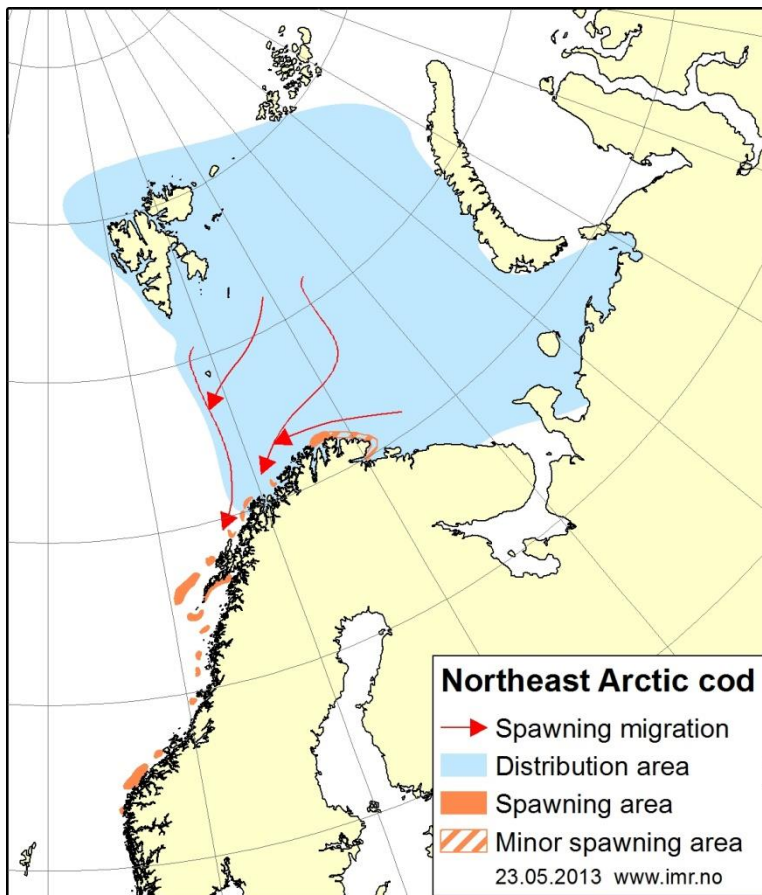 Northeast Arctic cod
Spawning migration
Distribution area
Spawning area
Minor spawning area
23.05.2013 www.imr.no